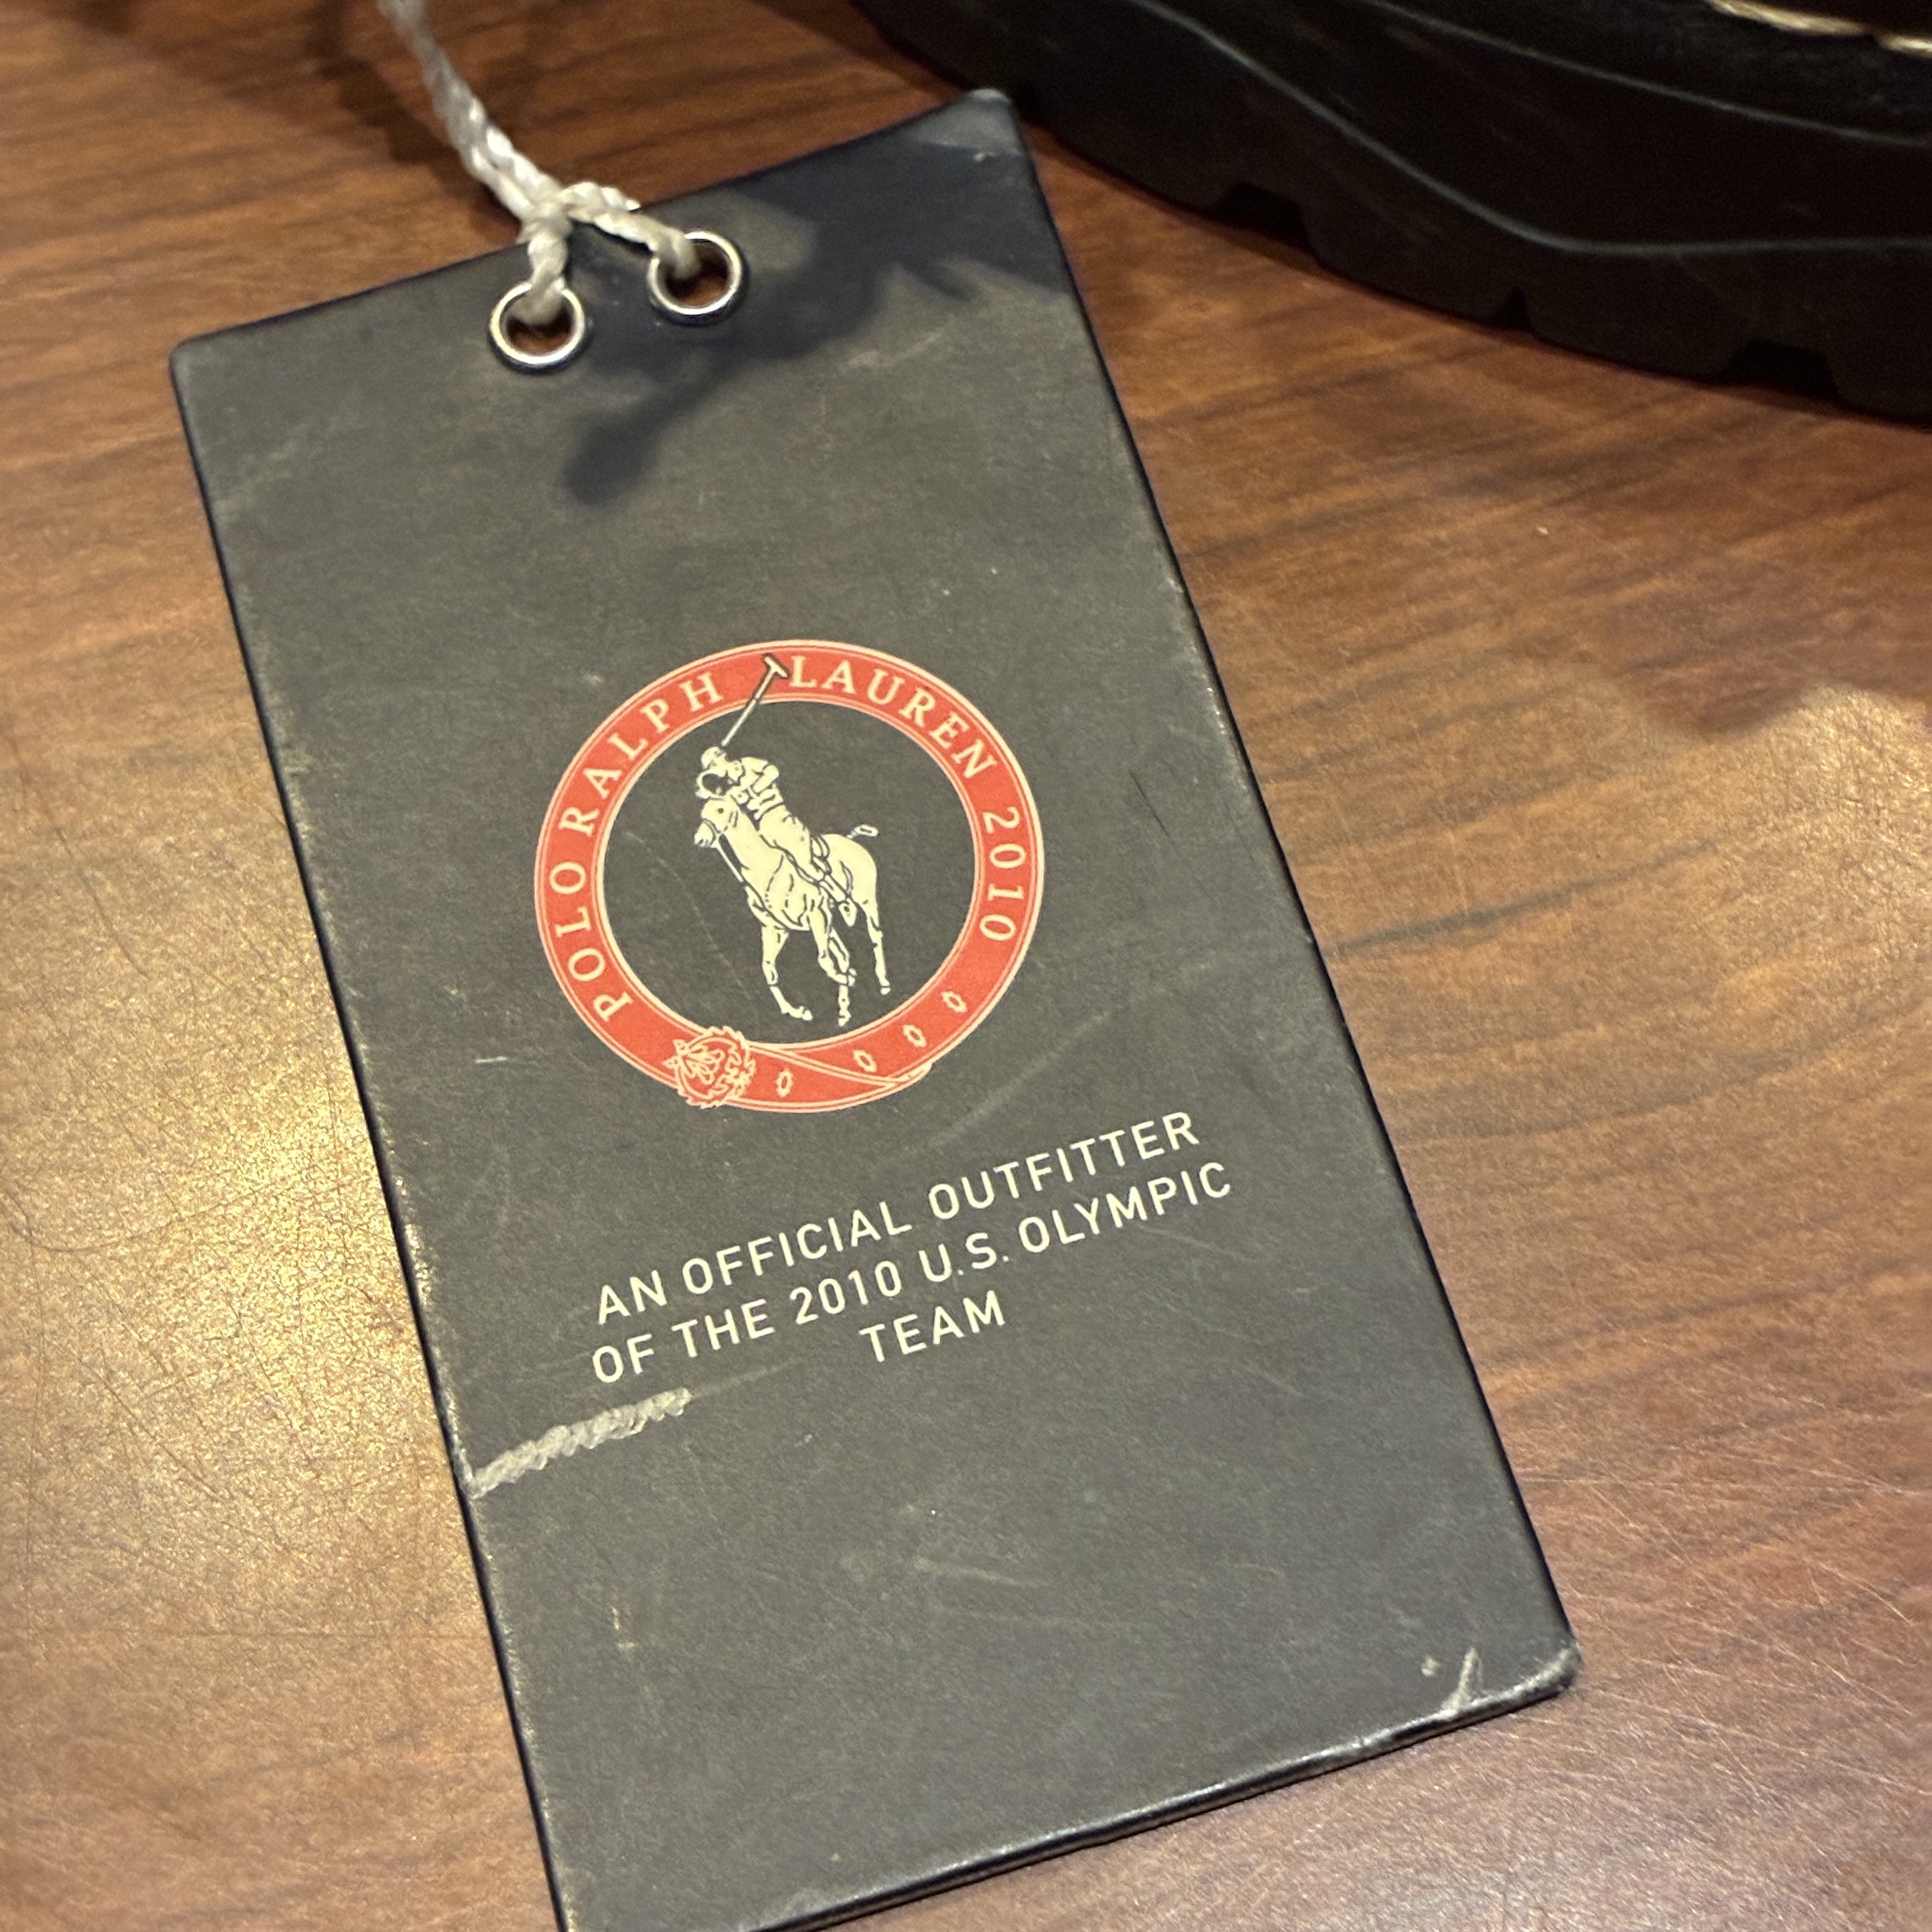 POLO RALPH LAUREN 2010
AN OFFICIAL OUTFITTER
OF THE 2010 U.S. OLYMPIC
TEAM